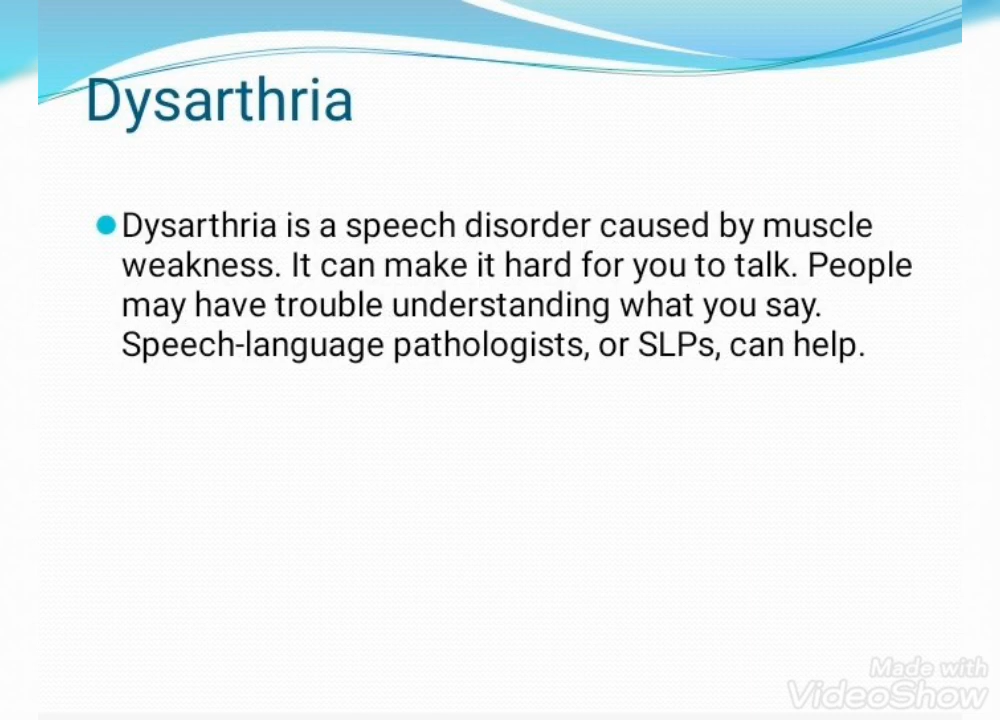 Dysarthria
Dysarthria is a speech disorder caused by muscle
weakness. It can make it hard for you to talk. People
may have trouble understanding what you say.
Speech-language pathologists, or SLPs, can help.
Made with
VideoShow